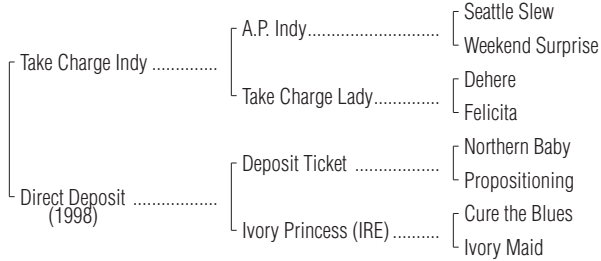 Seattle Slew
A.P. Indy..............................
Weekend Surprise
Take Charge Indy ...............
Dehere
Take Charge Lady...............
Felicita
Northern Baby
Deposit Ticket ...................
Propositioning
Direct Deposit ...................
(1998)
Cure the Blues
Ivory Princess (IRE) ..........
Ivory Maid